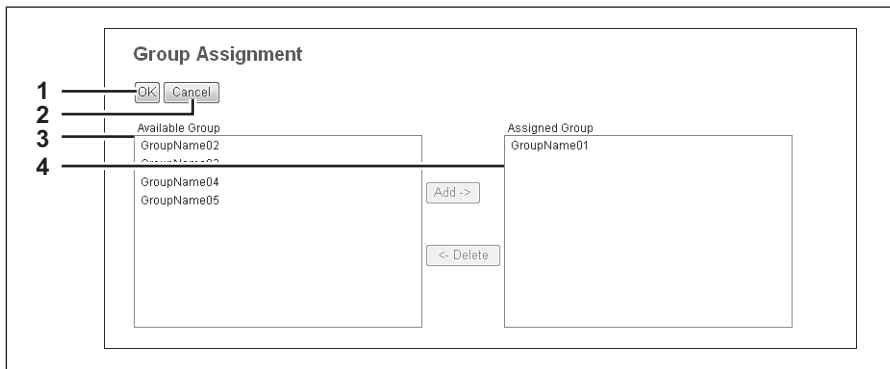 Group Assignment
1
OK Cancel
2
Available Group
Assigned Group
3
GroupName02
GroupName01
4
GroupName04
Add ->
GroupName05
<- Delete